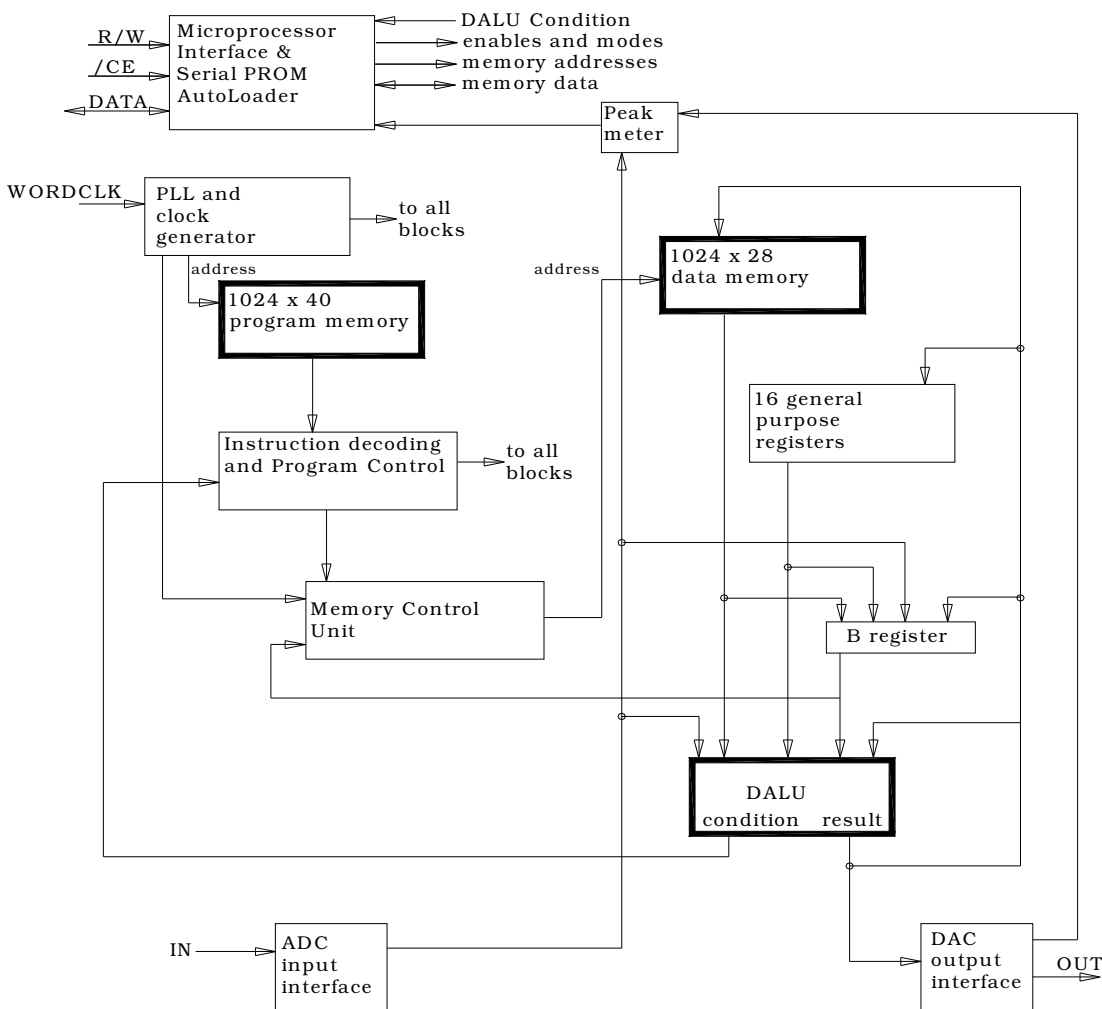 DALU Condition
R/W
Microprocessor
Interface &
Serial PROM
AutoLoader
enables and modes
/CE
memory addresses
DATA
memory data
Peak
meter
WORDCLK
PLL and
clock
generator
to all
blocks
address
1024 x 40
program memory
address
1024 x 28
data memory
16 general
purpose
registers
Instruction decoding
and Program Control
to all
blocks
Memory Control
Unit
B register
DALU
condition result
IN
ADC
input
interface
DAC
output
interface
OUT